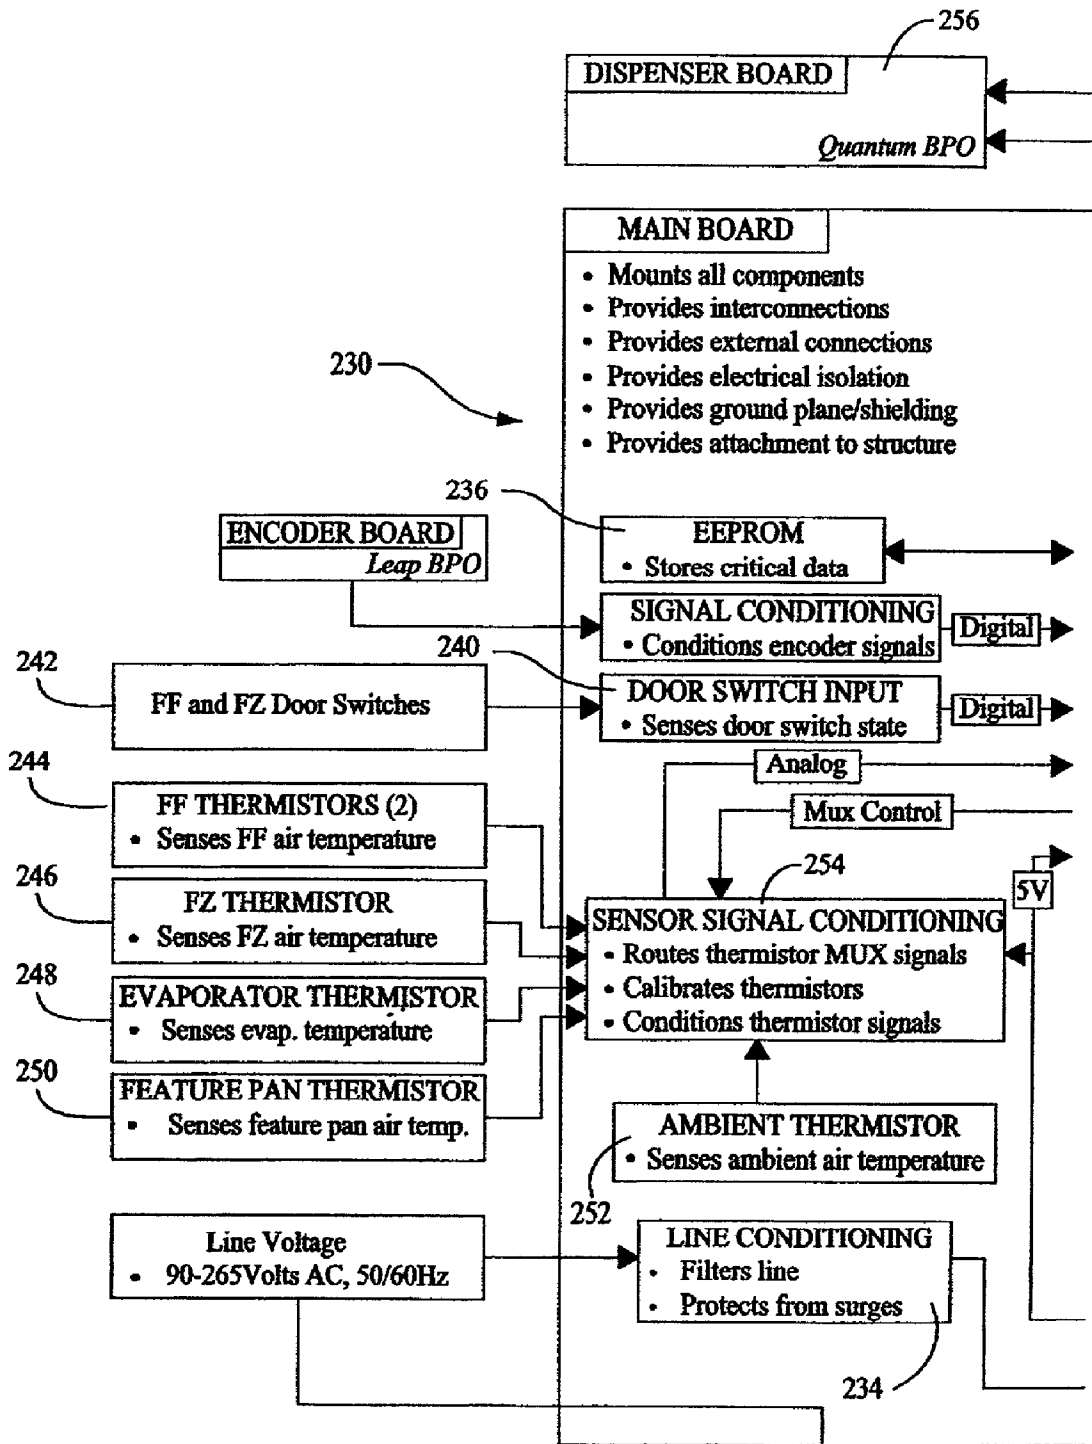 256
DISPENSER BOARD
Quantum BPO
MAIN BOARD
• Mounts all components
• Provides interconnections
• Provides external connections
• Provides electrical isolation
• Provides ground plane/shielding
• Provides attachment to structure
230
236
ENCODER BOARD
Leap BPO
EEPROM
• Stores critical data
SIGNAL CONDITIONING
• Conditions encoder signals
Digital
240
242
FF and FZ Door Switches
DOOR SWITCH INPUT
• Senses door switch state
Digital
Analog
Mux Control
244
FF THERMISTORS (2)
• Senses FF air temperature
246
FZ THERMISTOR
• Senses FZ air temperature
254
5V
SENSOR SIGNAL CONDITIONING
• Routes thermistor MUX signals
• Calibrates thermistors
• Conditions thermistor signals
248
EVAPORATOR THERMISTOR
• Senses evap. temperature
250
FEATURE PAN THERMISTOR
• Senses feature pan air temp.
AMBIENT THERMISTOR
• Senses ambient air temperature
252
Line Voltage
• 90-265Volts AC, 50/60Hz
LINE CONDITIONING
• Filters line
• Protects from surges
234